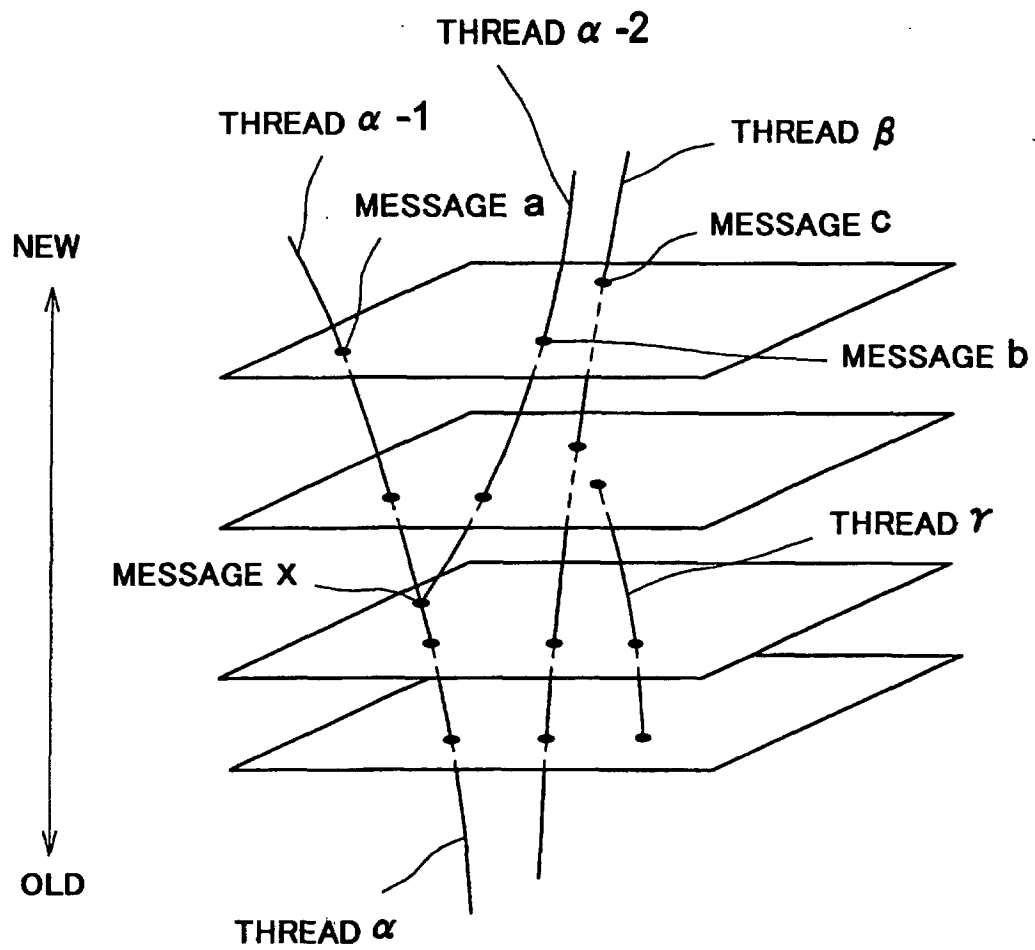 THREAD α -2
THREAD α -1
THREAD β
MESSAGE a
MESSAGE c
NEW
MESSAGE b
THREAD γ
MESSAGE x
OLD
THREAD α